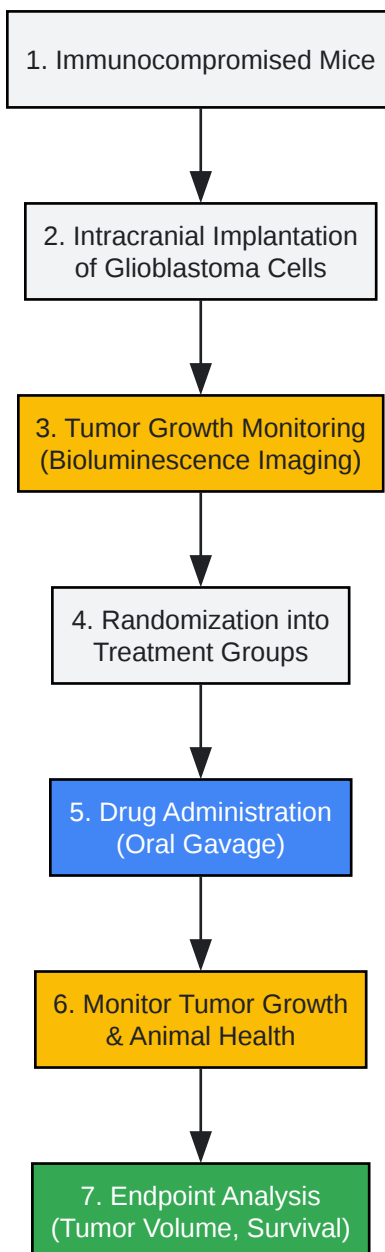 1. Immunocompromised Mice
2. Intracranial Implantation
of Glioblastoma Cells
3. Tumor Growth Monitoring
(Bioluminescence Imaging)
4. Randomization into
Treatment Groups
5. Drug Administration
(Oral Gavage)
6. Monitor Tumor Growth
& Animal Health
7. Endpoint Analysis
(Tumor Volume, Survival)